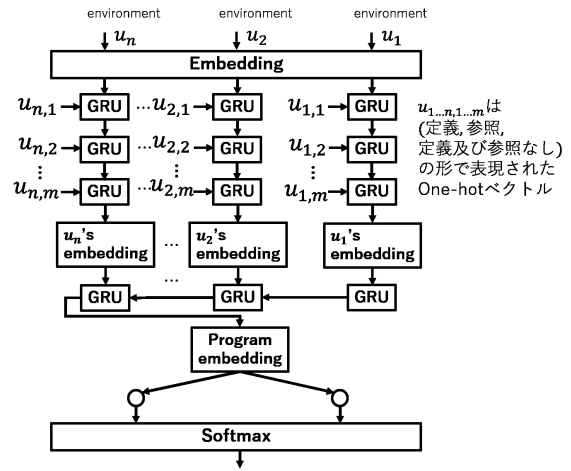 environment environment environment
u_n u_2 u_1
Embedding
u_{n,1} GRU ...u_{2,1} GRU u_{1,1} GRU
u_{n,2} GRU u_{2,2} GRU u_{1,2} GRU
⋮ ⋮ ⋮
u_{n,m} GRU ...u_{2,m} GRU u_{1,m} GRU
u_{1...n,1...m}は
(定義, 参照,
定義及び参照なし)
の形で表現された
One-hotベクトル
u_n's ... u_2's u_1's
embedding embedding embedding
...
GRU GRU GRU
Program
embedding
Softmax